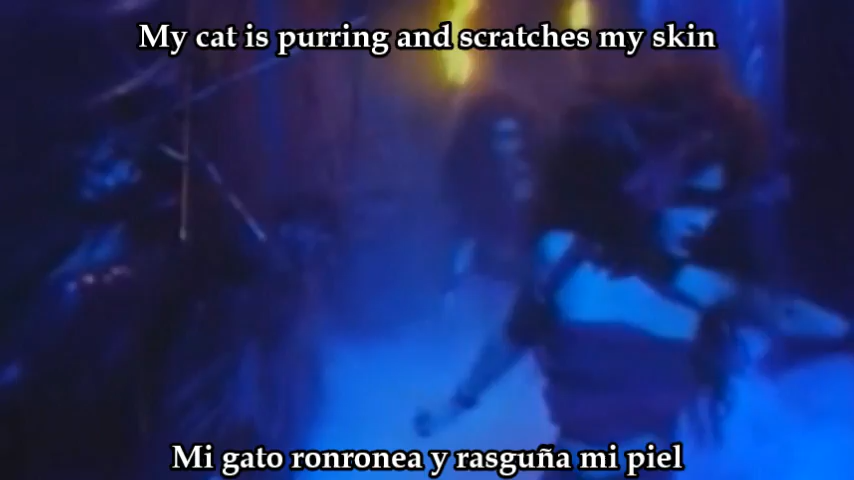 My cat is purring and scratches my skin
Mi gato ronronea y rasguña mi piel